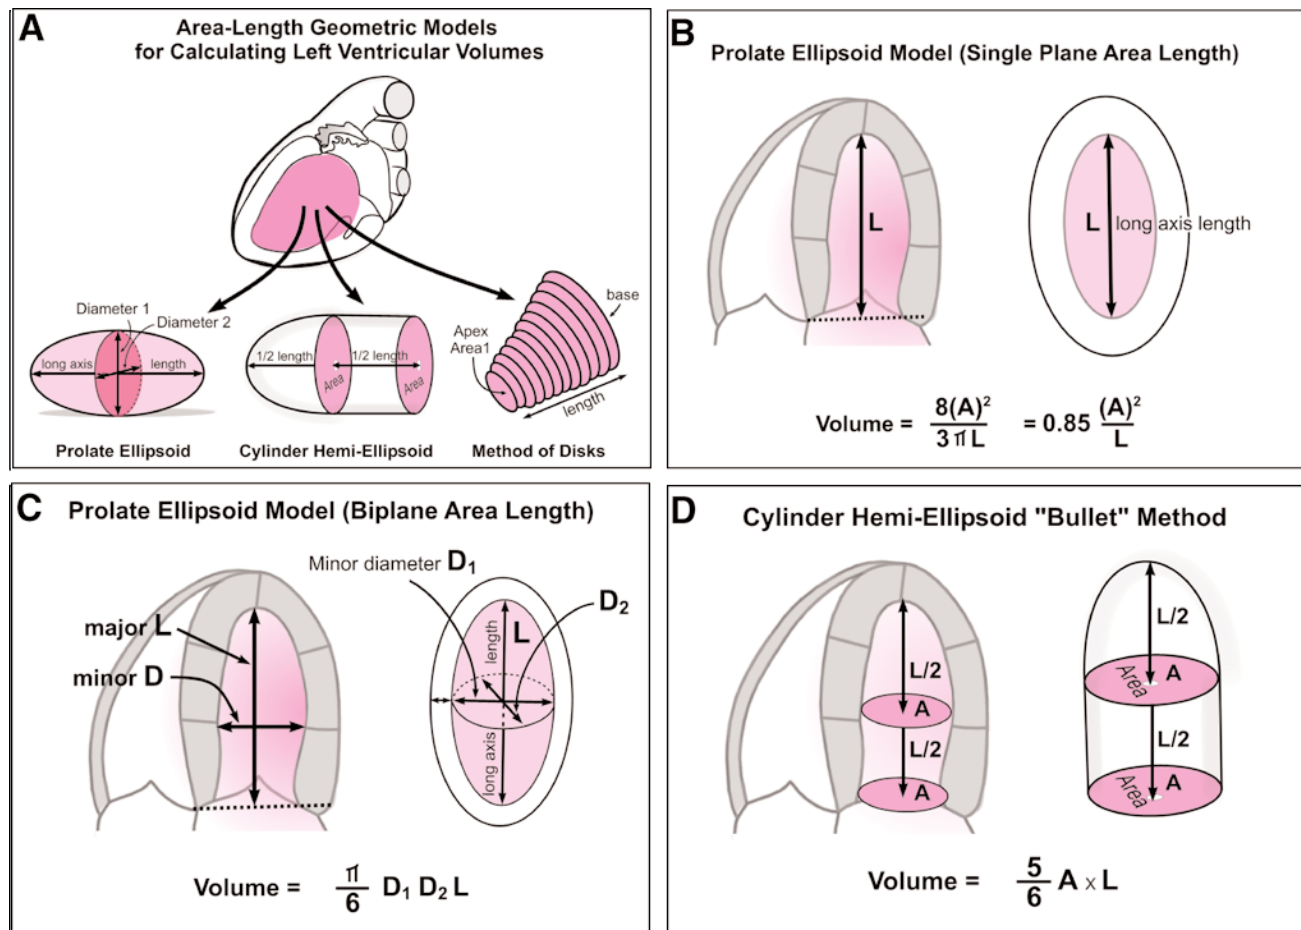 A
Area-Length Geometric Models
for Calculating Left Ventricular Volumes
Diameter 1
Diameter 2
long axis
length
1/2 length
1/2 length
Area
Area
base
Apex
Area1
length
Prolate Ellipsoid
Cylinder Hemi-Ellipsoid
Method of Disks
B
Prolate Ellipsoid Model (Single Plane Area Length)
L
L long axis length
Volume = 8(A)² / 3 π L = 0.85 (A)² / L
C
Prolate Ellipsoid Model (Biplane Area Length)
Minor diameter D₁
D₂
major L
minor D
L
length
long axis
Volume = π / 6 D₁ D₂ L
D
Cylinder Hemi-Ellipsoid "Bullet" Method
L/2
A
L/2
A
L/2
Area A
L/2
Area A
Volume = 5 / 6 A x L